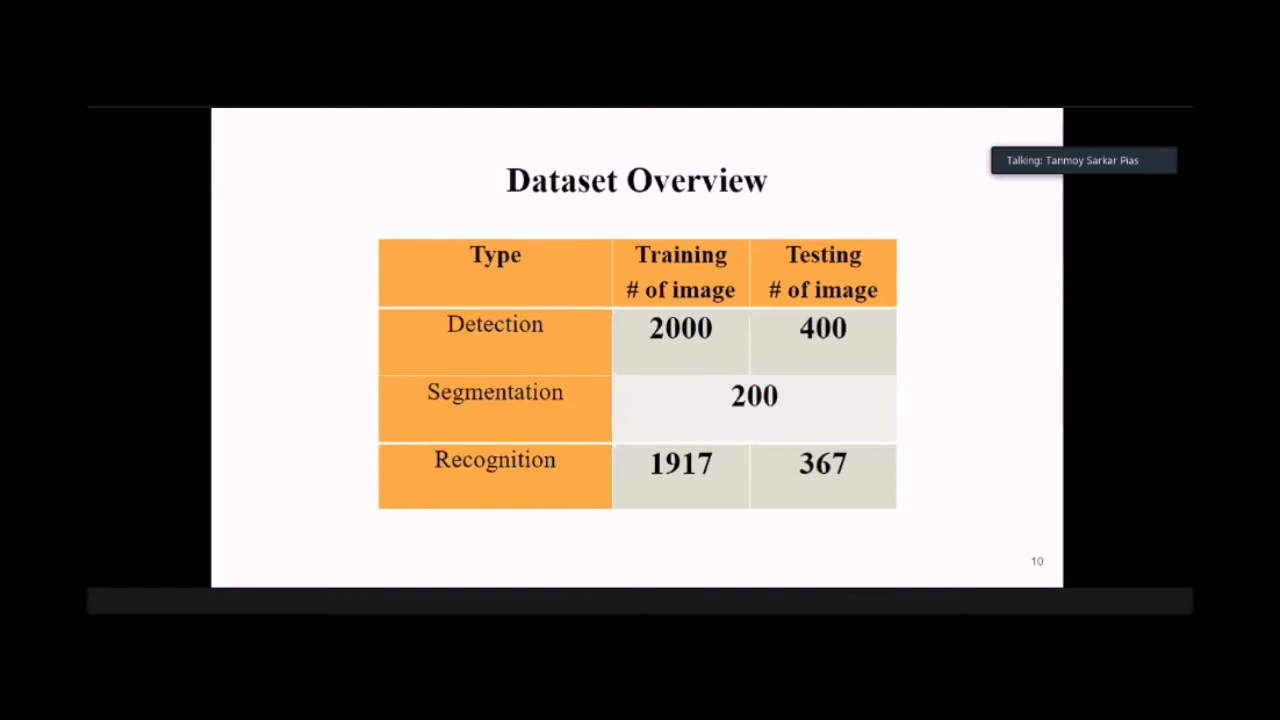 Talking: Tanmoy Sarkar Pias
Dataset Overview
Type Training Testing
# of image # of image
Detection 2000 400
Segmentation 200
Recognition 1917 367
10